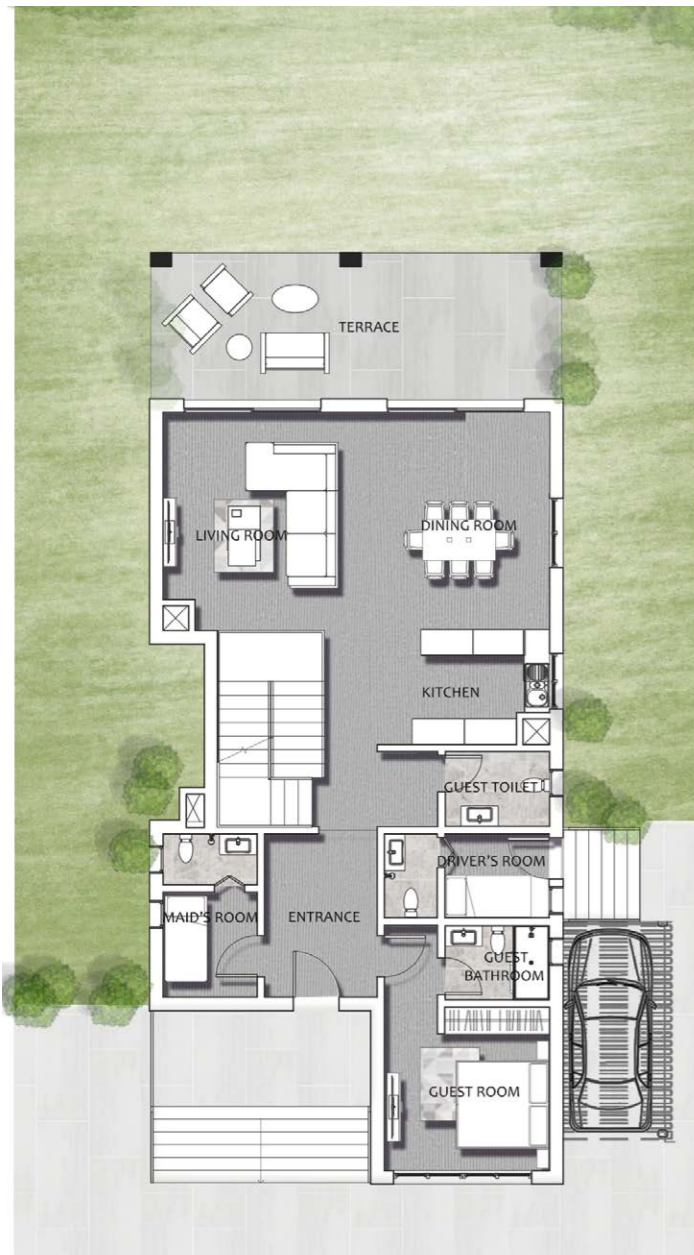 TERRACE
LIVING ROOM
DINING ROOM
KITCHEN
GUEST TOILET
DRIVER'S ROOM
MAID'S ROOM
ENTRANCE
GUEST
BATHROOM
GUEST ROOM